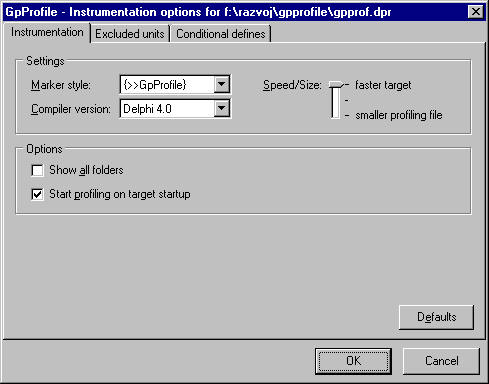 GpProfile - Instrumentation options for f:\razvoj\gpprofile\gpprof.dpr
Instrumentation Excluded units Conditional defines
Settings
Marker style: {>>GpProfile} Speed/Size: faster target
Compiler version: Delphi 4.0 smaller profiling file
Options
Show all folders
Start profiling on target startup
Defaults
OK Cancel